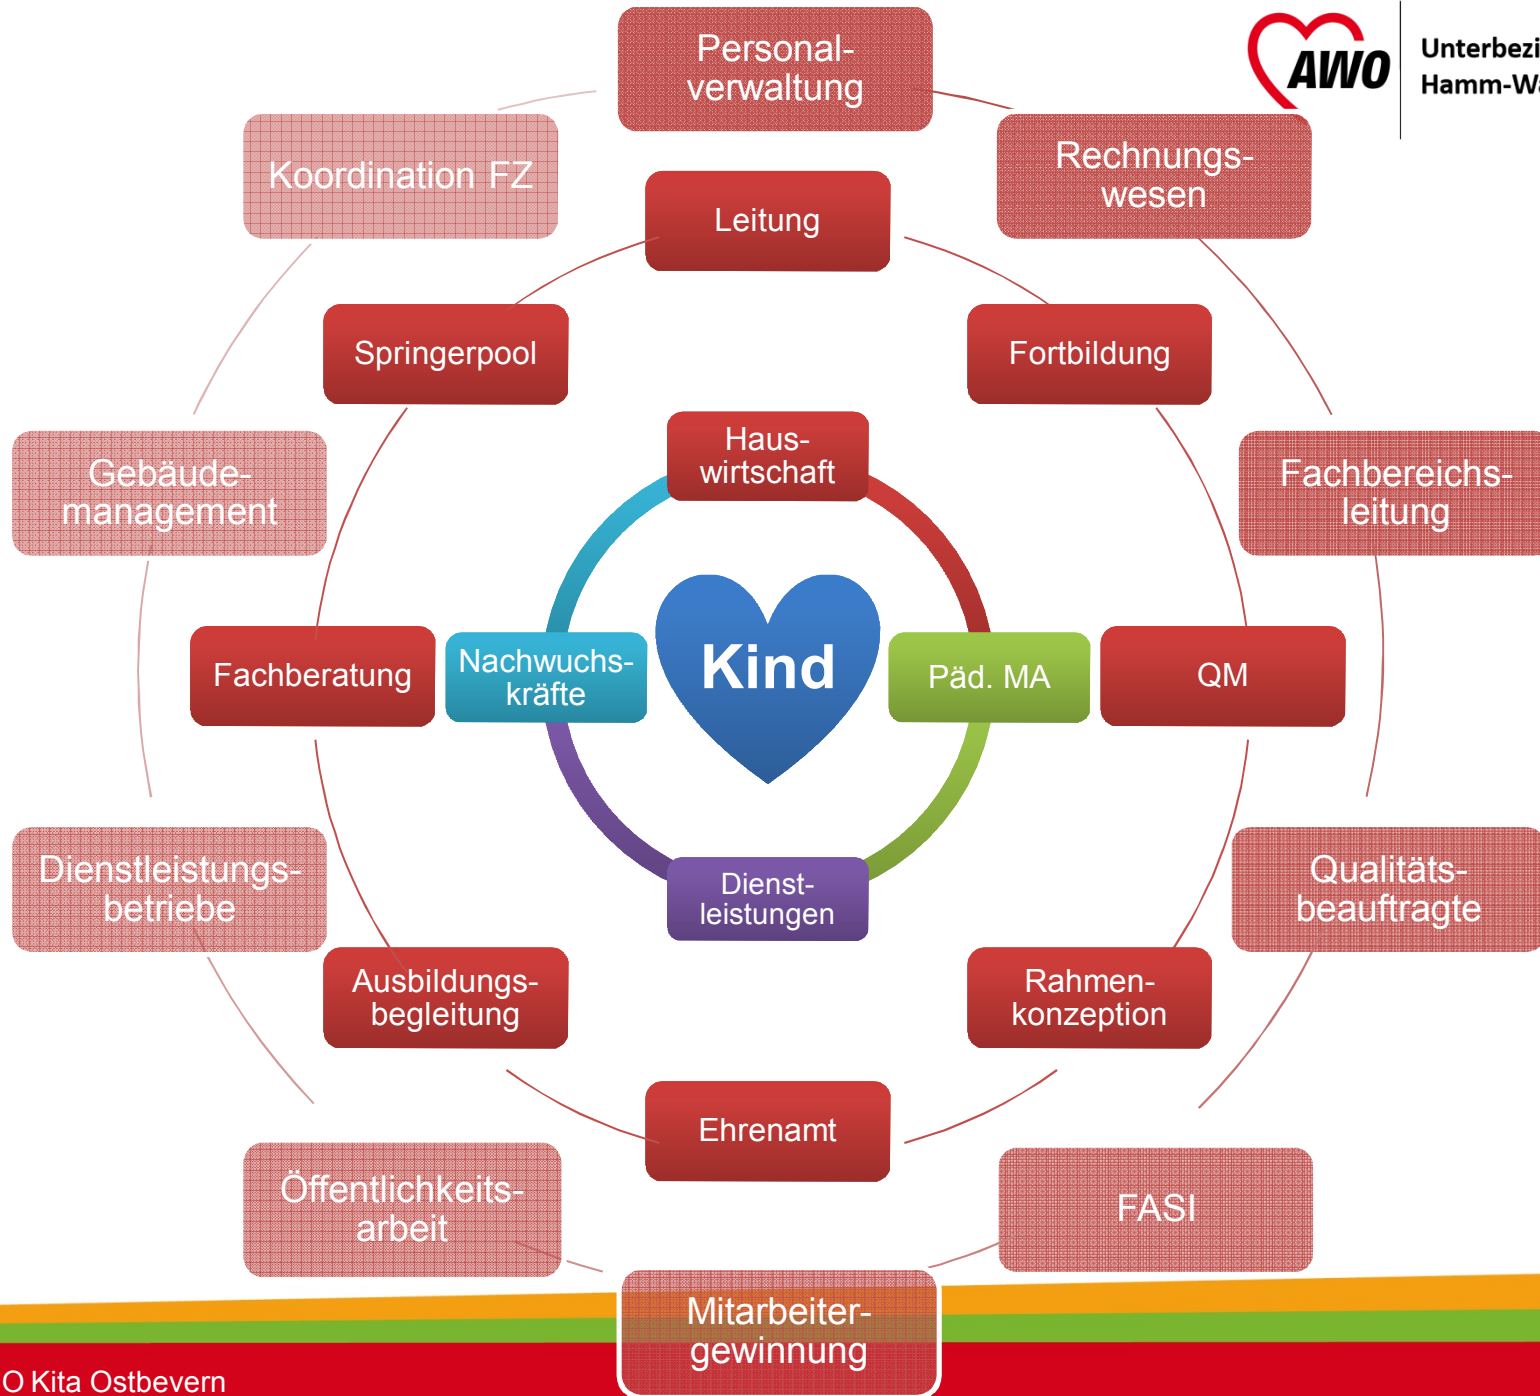 Personal-
verwaltung
AWO
Unterbezi
Hamm-Wa
Koordination FZ
Rechnungs-
wesen
Leitung
Springerpool
Fortbildung
Gebäude-
management
Haus-
wirtschaft
Fachbereichs-
leitung
Fachberatung
Nachwuchs-
kräfte
Kind
Päd. MA
QM
Dienstleistungs-
betriebe
Dienst-
leistungen
Qualitäts-
beauftragte
Ausbildungs-
begleitung
Rahmen-
konzeption
Ehrenamt
Öffentlichkeits-
arbeit
FASI
Mitarbeiter-
gewinnung
O Kita Ostbevern